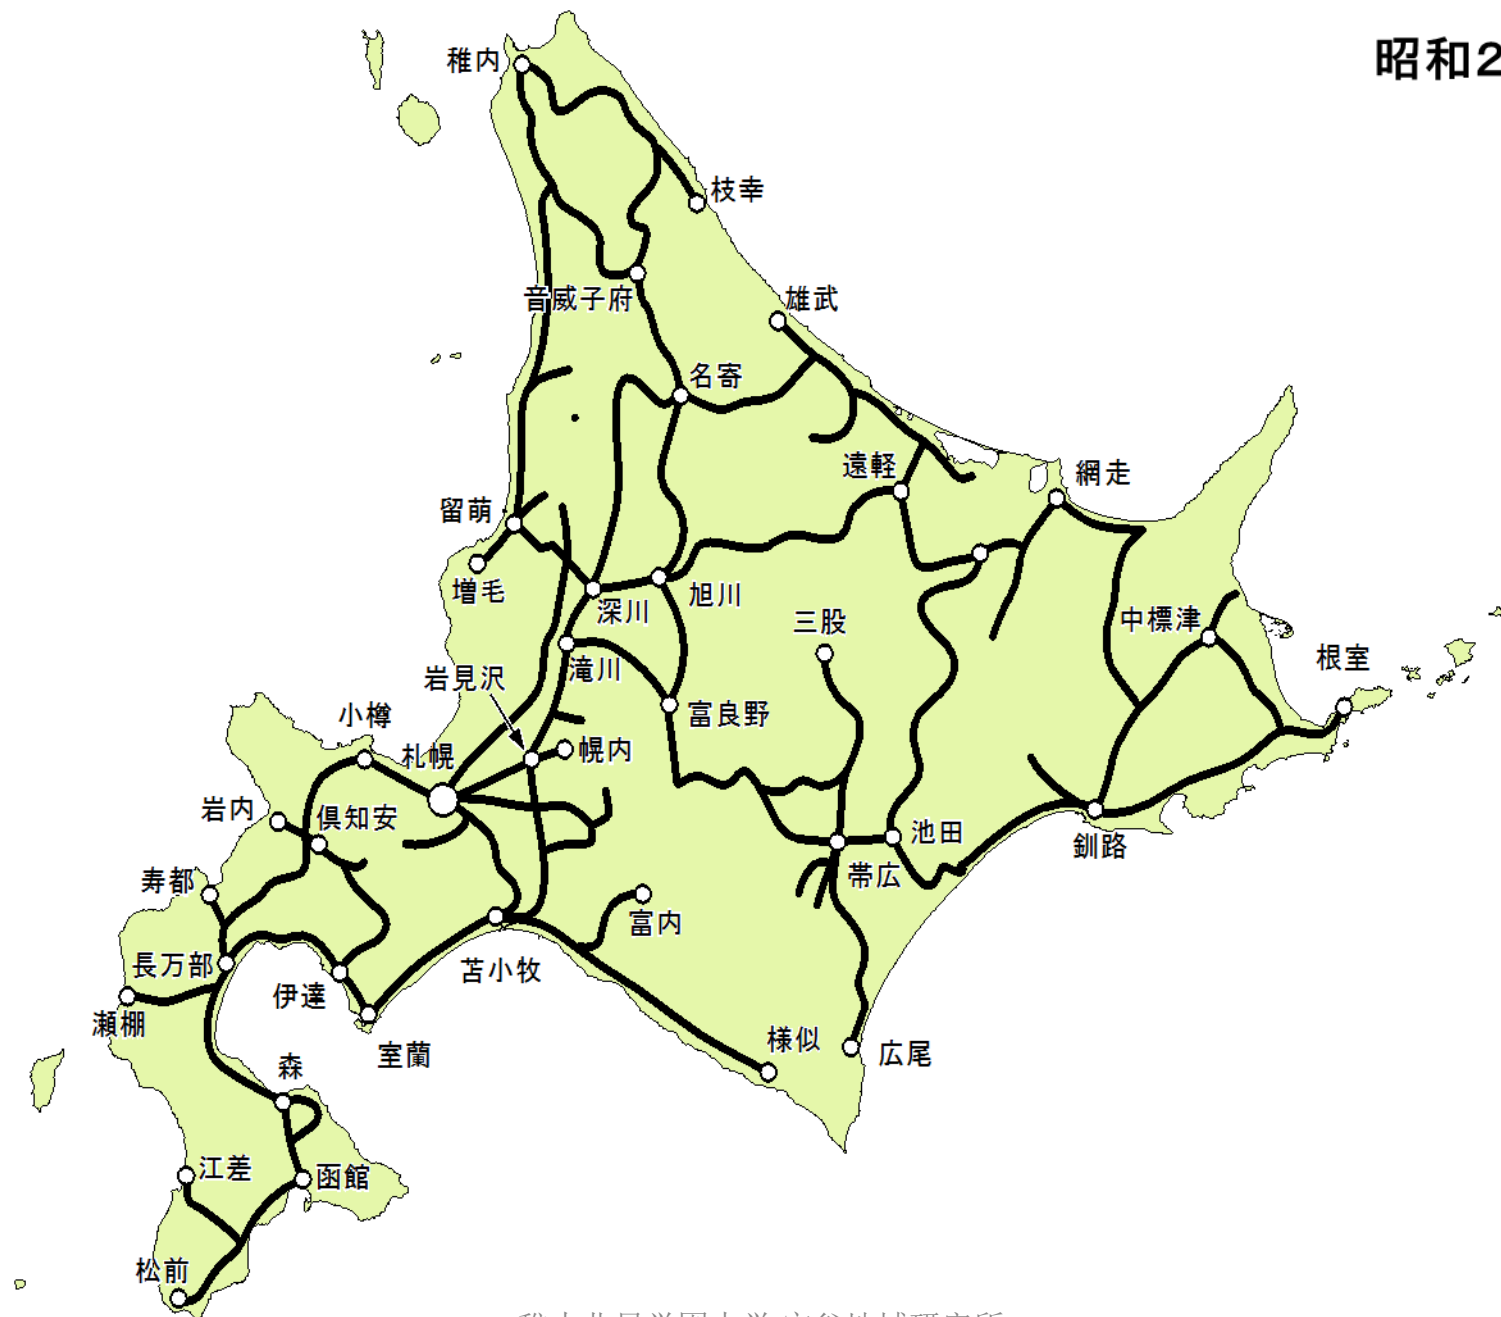 昭和2
稚内
枝幸
音威子府
雄武
名寄
遠軽
網走
留萌
増毛
深川
旭川
三股
中標津
根室
滝川
岩見沢
富良野
小樽
札幌
幌内
岩内
倶知安
池田
釧路
帯広
寿都
富内
長万部
苫小牧
伊達
瀬棚
様似
広尾
室蘭
森
江差
函館
松前